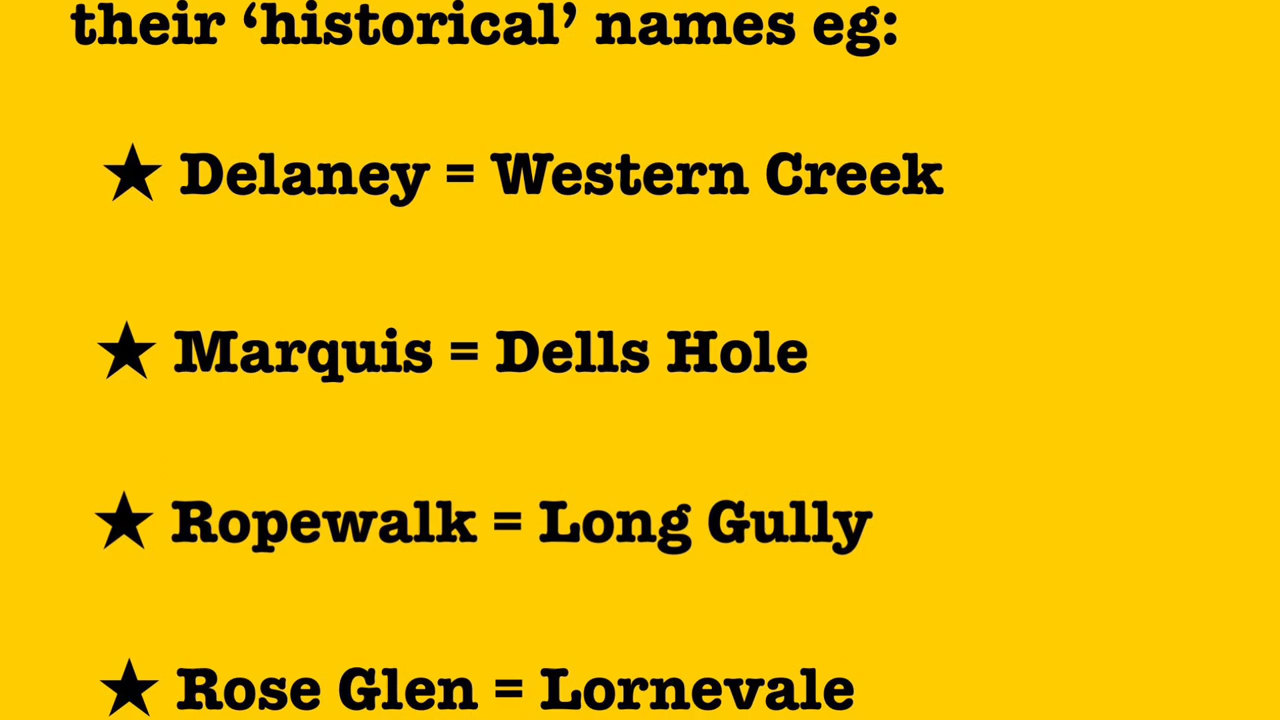 their ‘historical’ names eg:
★ Delaney = Western Creek
★ Marquis = Dells Hole
★ Ropewalk = Long Gully
★ Rose Glen = Lornevale